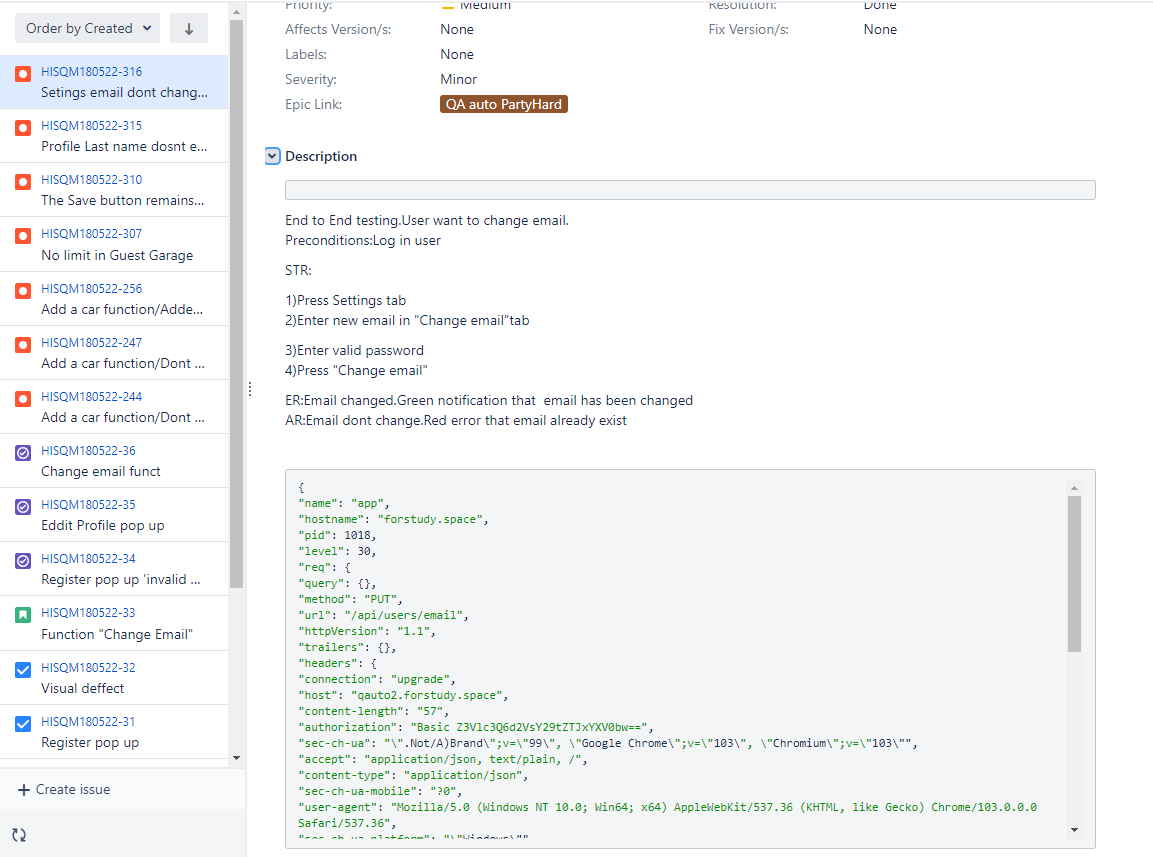 Order by Created
HISQM180522-316
Setings email dont chang...
HISQM180522-315
Profile Last name dosnt e...
HISQM180522-310
The Save button remains...
HISQM180522-307
No limit in Guest Garage
HISQM180522-256
Add a car function/Adde...
HISQM180522-247
Add a car function/Dont ...
HISQM180522-244
Add a car function/Dont ...
HISQM180522-36
Change email funct
HISQM180522-35
Eddit Profile pop up
HISQM180522-34
Register pop up 'invalid ...
HISQM180522-33
Function "Change Email"
HISQM180522-32
Visual deffect
HISQM180522-31
Register pop up
+ Create issue
Priority: Medium Resolution: Done
Affects Version/s: None Fix Version/s: None
Labels: None
Severity: Minor
Epic Link: QA auto PartyHard
Description
End to End testing.User want to change email.
Preconditions:Log in user
STR:
1)Press Settings tab
2)Enter new email in "Change email"tab
3)Enter valid password
4)Press "Change email"
ER:Email changed.Green notification that  email has been changed
AR:Email dont change.Red error that email already exist
{
"name": "app",
"hostname": "forstudy.space",
"pid": 1018,
"level": 30,
"req": {
"query": {},
"method": "PUT",
"url": "/api/users/email",
"httpVersion": "1.1",
"trailers": {},
"headers": {
"connection": "upgrade",
"host": "qauto2.forstudy.space",
"content-length": "57",
"authorization": "Basic Z3Vlc3Q6d2VsY29tZTJxYXV0bw==",
"sec-ch-ua": "\".Not/A)Brand\";v=\"99\", \"Google Chrome\";v=\"103\", \"Chromium\";v=\"103\"",
"accept": "application/json, text/plain, /",
"content-type": "application/json",
"sec-ch-ua-mobile": "?0",
"user-agent": "Mozilla/5.0 (Windows NT 10.0; Win64; x64) AppleWebKit/537.36 (KHTML, like Gecko) Chrome/103.0.0.0
Safari/537.36",
"sec-ch-ua-platform": "\"Windows\""